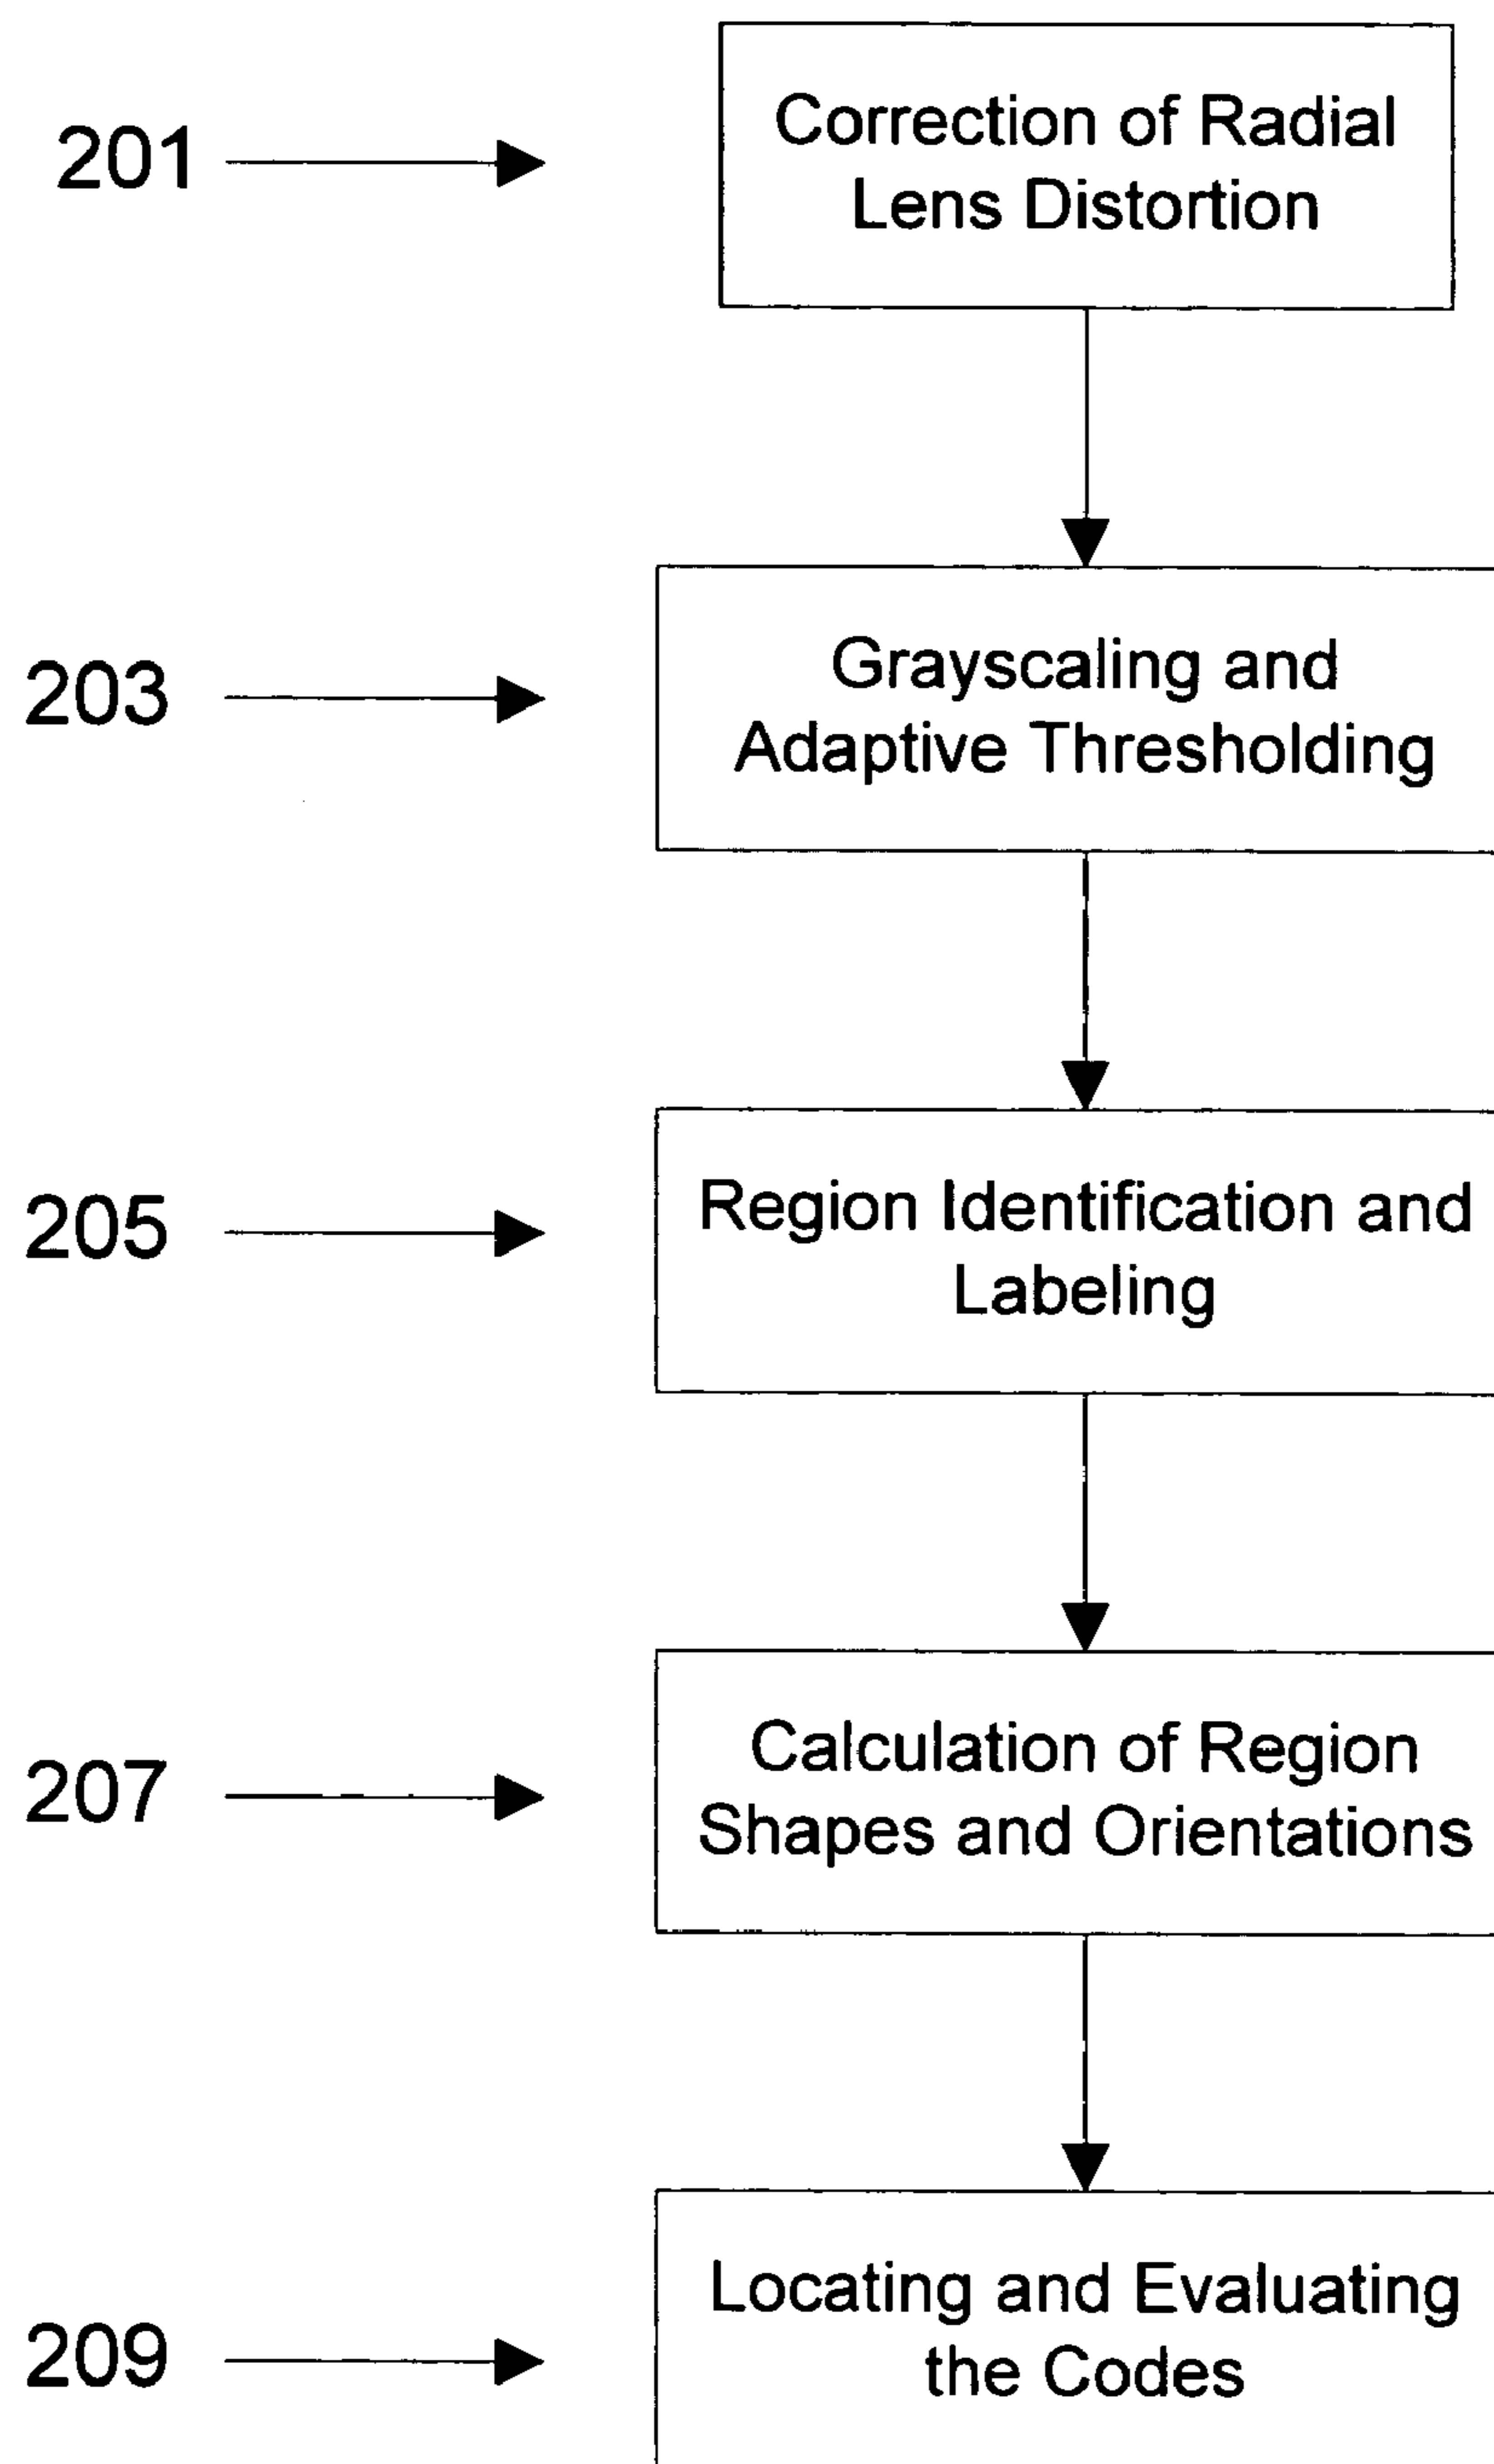 201
Correction of Radial
Lens Distortion
203
Grayscaling and
Adaptive Thresholding
205
Region Identification and
Labeling
207
Calculation of Region
Shapes and Orientations
209
Locating and Evaluating
the Codes